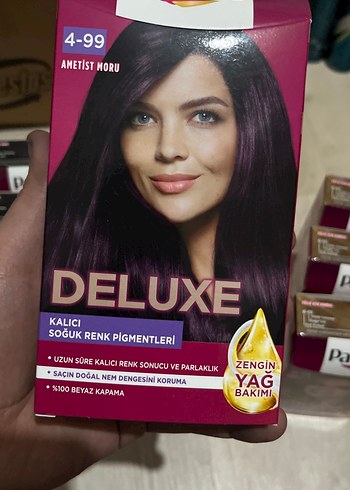 4-99
AMETİST MORU
DELUXE
KALICI
SOĞUK RENK PİGMENTLERİ
• UZUN SÜRE KALICI RENK SONUCU VE PARLAKLIK
• SAÇIN DOĞAL NEM DENGESİNİ KORUMA
• %100 BEYAZ KAPAMA
ZENGİN
YAĞ
BAKIMI
Pa